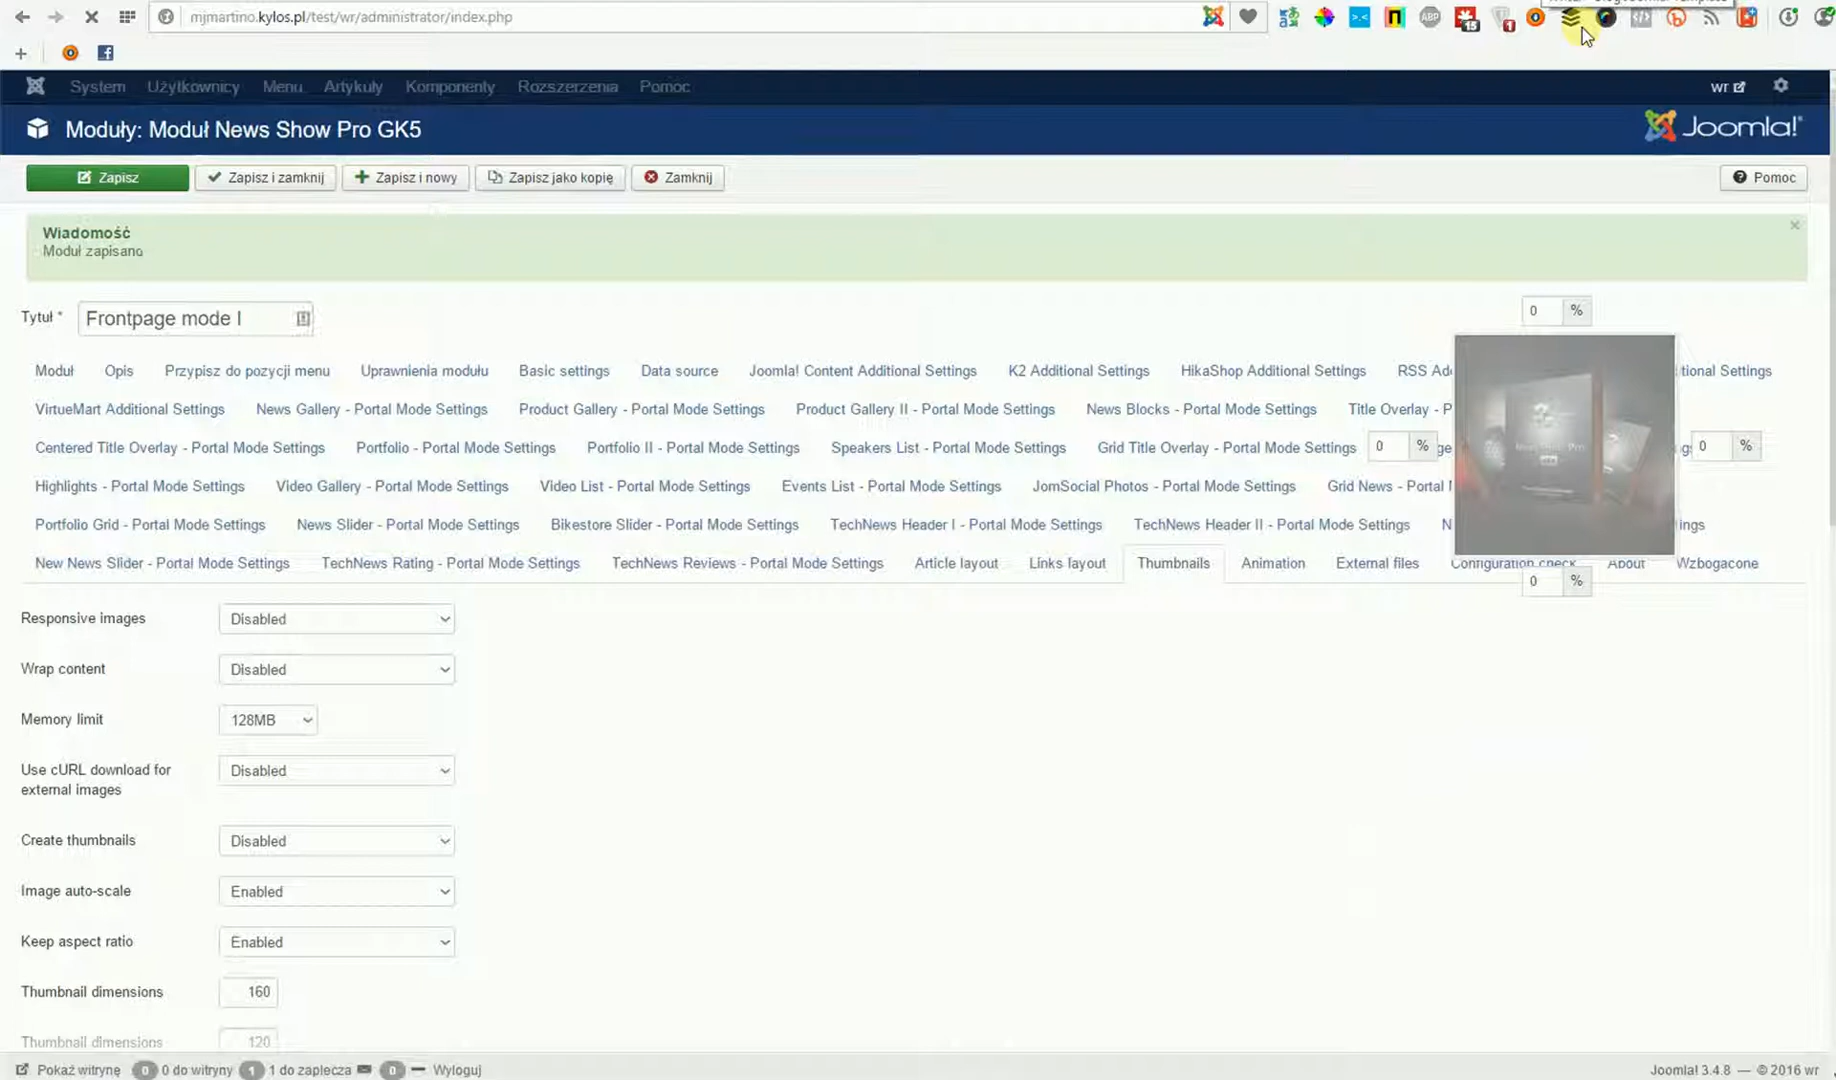 mjmartino.kylos.pl/test/wr/administrator/index.php
ABP
15
1
System Użytkownicy Menu Artykuły Komponenty Rozszerzenia Pomoc wr
Moduły: Moduł News Show Pro GK5
Joomla!
Zapisz Zapisz i zamknij Zapisz i nowy Zapisz jako kopię Zamknij Pomoc
Wiadomość
Moduł zapisano
Tytuł * Frontpage mode I
0 %
Moduł Opis Przypisz do pozycji menu Uprawnienia modułu Basic settings Data source Joomla! Content Additional Settings K2 Additional Settings HikaShop Additional Settings RSS Settings
VirtueMart Additional Settings News Gallery - Portal Mode Settings Product Gallery - Portal Mode Settings Product Gallery II - Portal Mode Settings News Blocks - Portal Mode Settings Title Overlay - P
Centered Title Overlay - Portal Mode Settings Portfolio - Portal Mode Settings Portfolio II - Portal Mode Settings Speakers List - Portal Mode Settings Grid Title Overlay - Portal Mode Settings 0 % 0 %
Highlights - Portal Mode Settings Video Gallery - Portal Mode Settings Video List - Portal Mode Settings Events List - Portal Mode Settings JomSocial Photos - Portal Mode Settings Grid News - Portal
Portfolio Grid - Portal Mode Settings News Slider - Portal Mode Settings Bikestore Slider - Portal Mode Settings TechNews Header I - Portal Mode Settings TechNews Header II - Portal Mode Settings N ings
New News Slider - Portal Mode Settings TechNews Rating - Portal Mode Settings TechNews Reviews - Portal Mode Settings Article layout Links layout Thumbnails Animation External files Configuration check About Wzbogacone
0 %
Responsive images Disabled
Wrap content Disabled
Memory limit 128MB
Use cURL download for
external images Disabled
Create thumbnails Disabled
Image auto-scale Enabled
Keep aspect ratio Enabled
Thumbnail dimensions 160
Thumbnail dimensions 120
Pokaż witrynę 0 0 do witryny 1 1 do zaplecza 0 Wyloguj Joomla! 3.4.8 — © 2016 wr